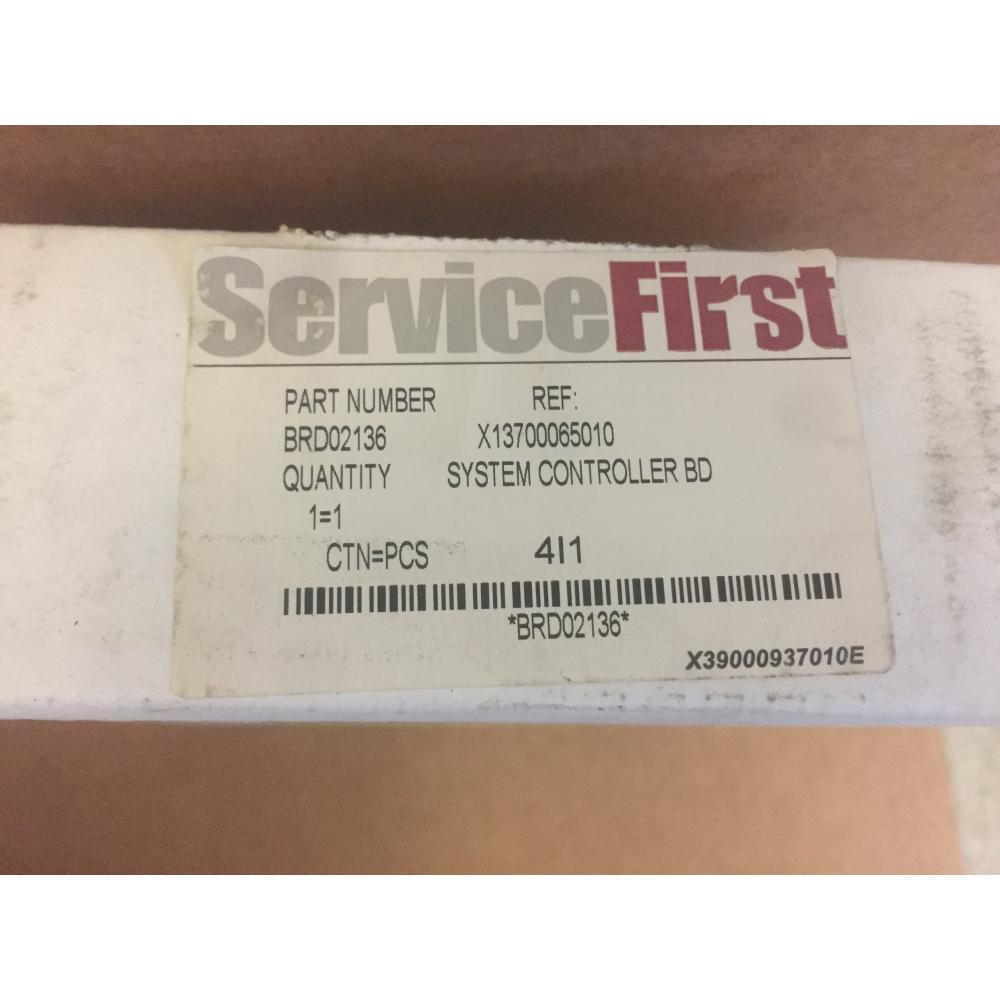 ServiceFirst
PART NUMBER REF:
BRD02136 X13700065010
QUANTITY SYSTEM CONTROLLER BD
1=1
CTN=PCS 4I1
*BRD02136*
X39000937010E